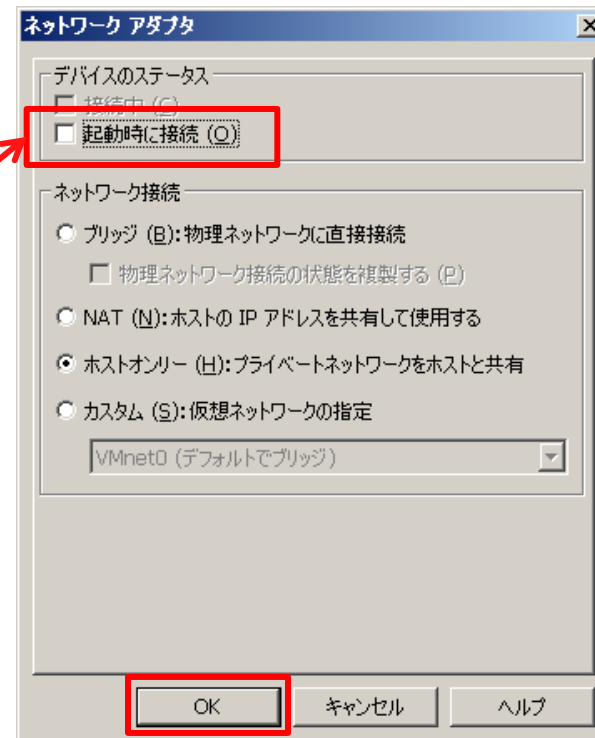 ネットワーク アダプタ
デバイスのステータス
接続中 (C)
起動時に接続 (O)
ネットワーク接続
ブリッジ (B):物理ネットワークに直接接続
物理ネットワーク接続の状態を複製する (P)
NAT (N):ホストの IP アドレスを共有して使用する
ホストオンリー (H):プライベートネットワークをホストと共有
カスタム (S):仮想ネットワークの指定
VMnet0 (デフォルトでブリッジ)
OK キャンセル ヘルプ